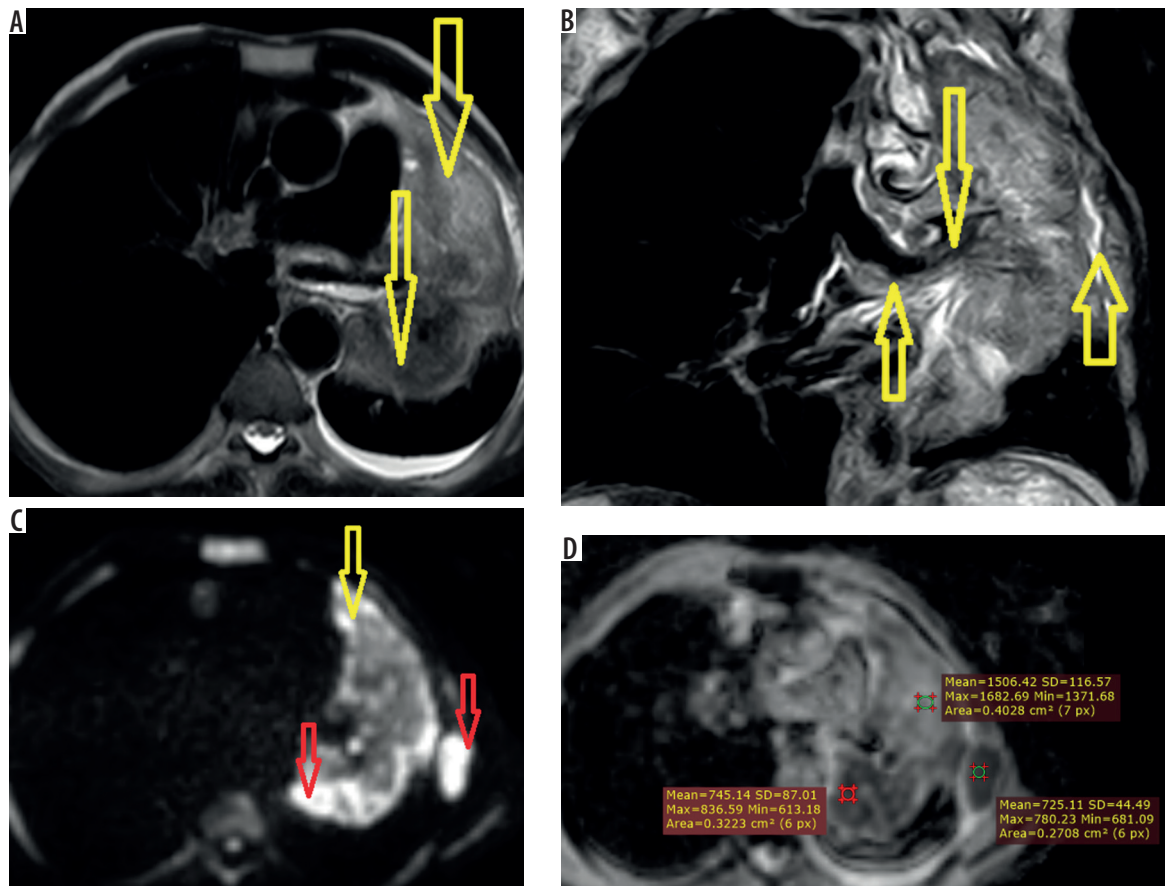 A
B
C
D
Mean=1506.42 SD=116.57
Max=1682.69 Min=1371.68
Area=0.4028 cm² (7 px)
Mean=745.14 SD=87.01
Max=836.59 Min=613.18
Area=0.3223 cm² (6 px)
Mean=725.11 SD=44.49
Max=780.23 Min=681.09
Area=0.2708 cm² (6 px)